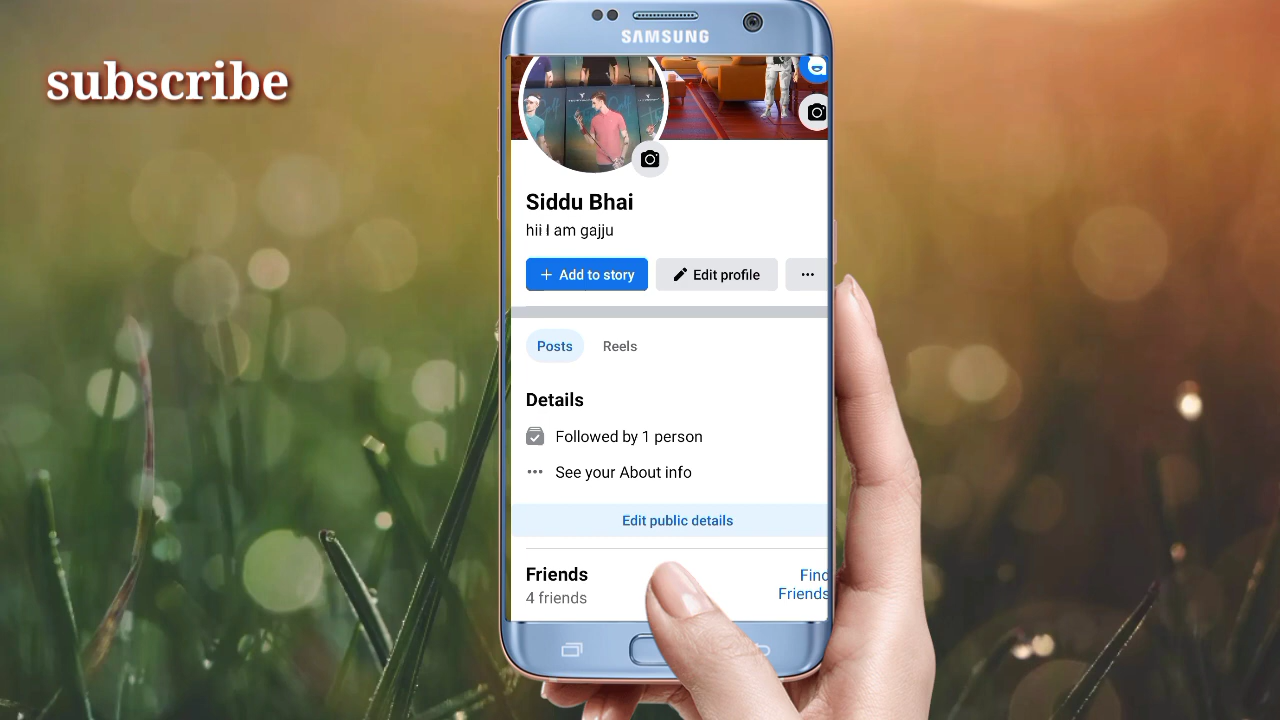 subscribe
SAMSUNG
Siddu Bhai
hii I am gajju
+ Add to story
Edit profile
Posts
Reels
Details
Followed by 1 person
See your About info
Edit public details
Friends
4 friends
Find
Friends